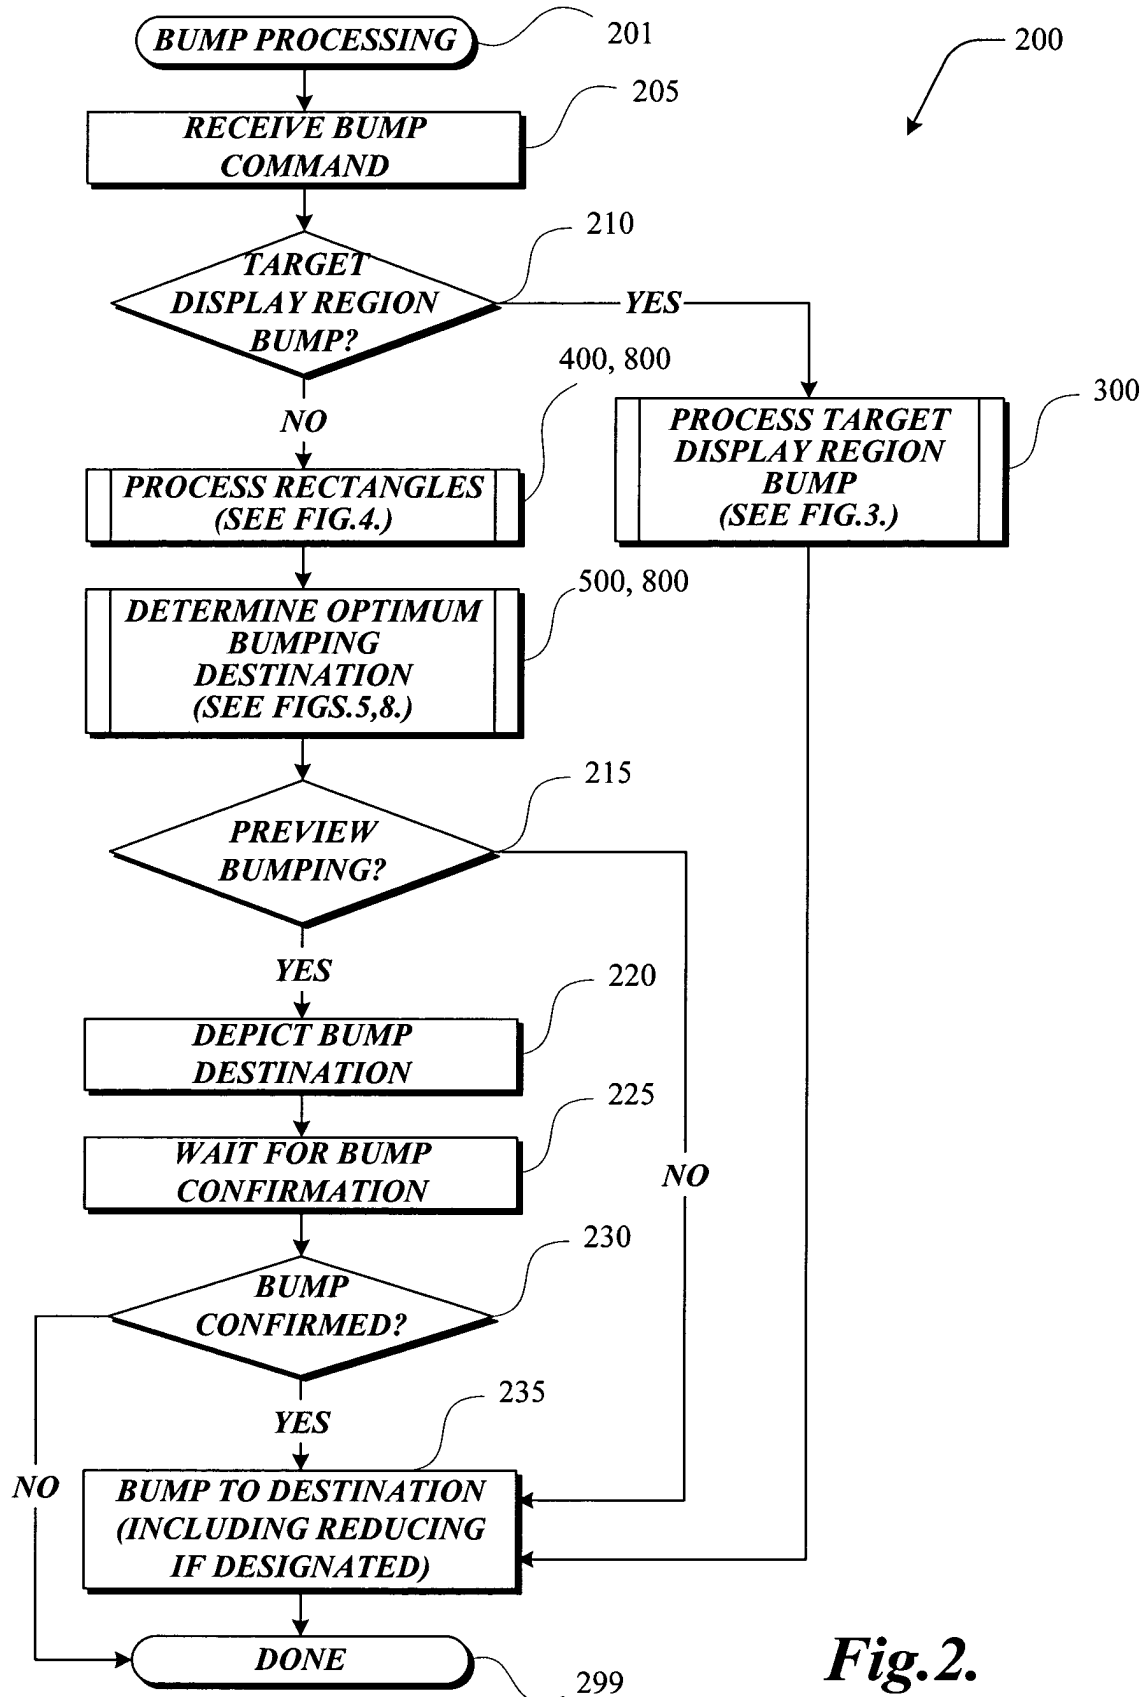 BUMP PROCESSING
201
200
205
RECEIVE BUMP
COMMAND
210
TARGET
DISPLAY REGION
BUMP?
YES
400, 800
NO
300
PROCESS TARGET
DISPLAY REGION
BUMP
(SEE FIG.3.)
PROCESS RECTANGLES
(SEE FIG.4.)
500, 800
DETERMINE OPTIMUM
BUMPING
DESTINATION
(SEE FIGS.5,8.)
215
PREVIEW
BUMPING?
YES
220
DEPICT BUMP
DESTINATION
225
WAIT FOR BUMP
CONFIRMATION
NO
230
BUMP
CONFIRMED?
235
YES
NO
BUMP TO DESTINATION
(INCLUDING REDUCING
IF DESIGNATED)
DONE
299
Fig.2.